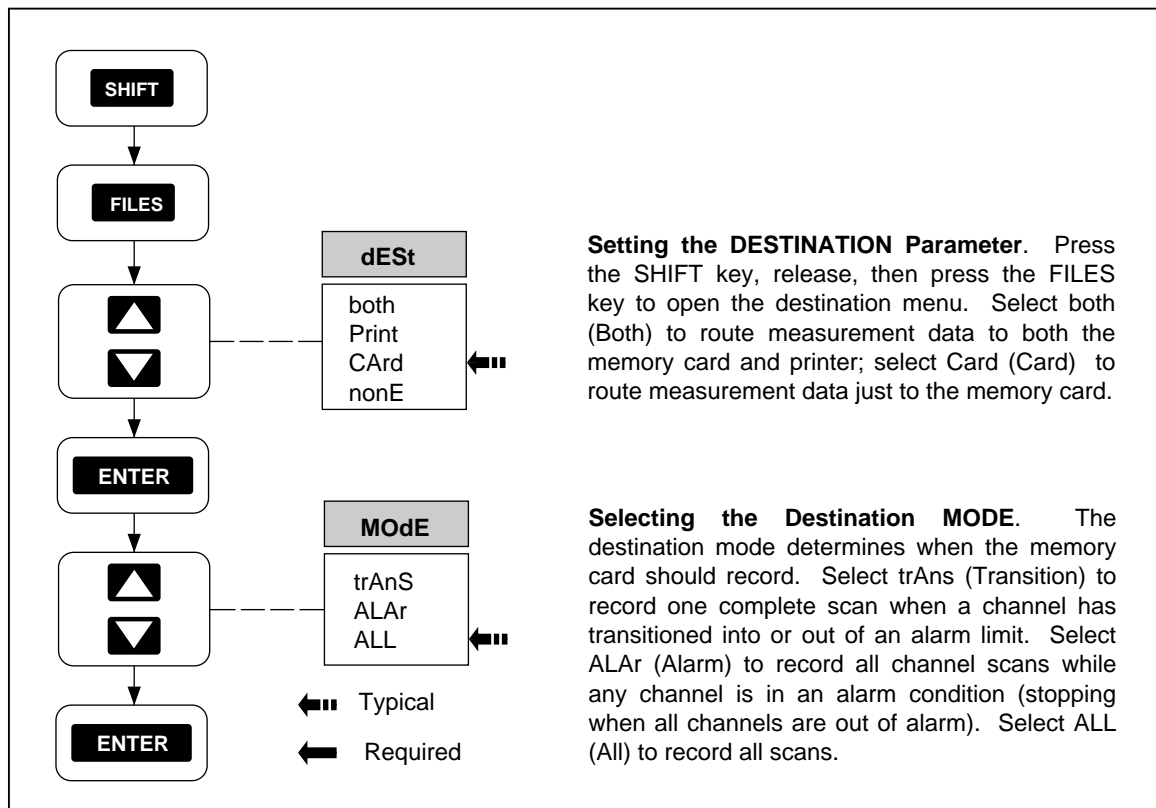 SHIFT
FILES
dESt
both
Print
CArd
nonE
Setting the DESTINATION Parameter. Press
the SHIFT key, release, then press the FILES
key to open the destination menu. Select both
(Both) to route measurement data to both the
memory card and printer; select Card (Card) to
route measurement data just to the memory card.
ENTER
MOdE
trAnS
ALAr
ALL
Selecting the Destination MODE. The
destination mode determines when the memory
card should record. Select trAns (Transition) to
record one complete scan when a channel has
transitioned into or out of an alarm limit. Select
ALAr (Alarm) to record all channel scans while
any channel is in an alarm condition (stopping
when all channels are out of alarm). Select ALL
(All) to record all scans.
Typical
Required
ENTER